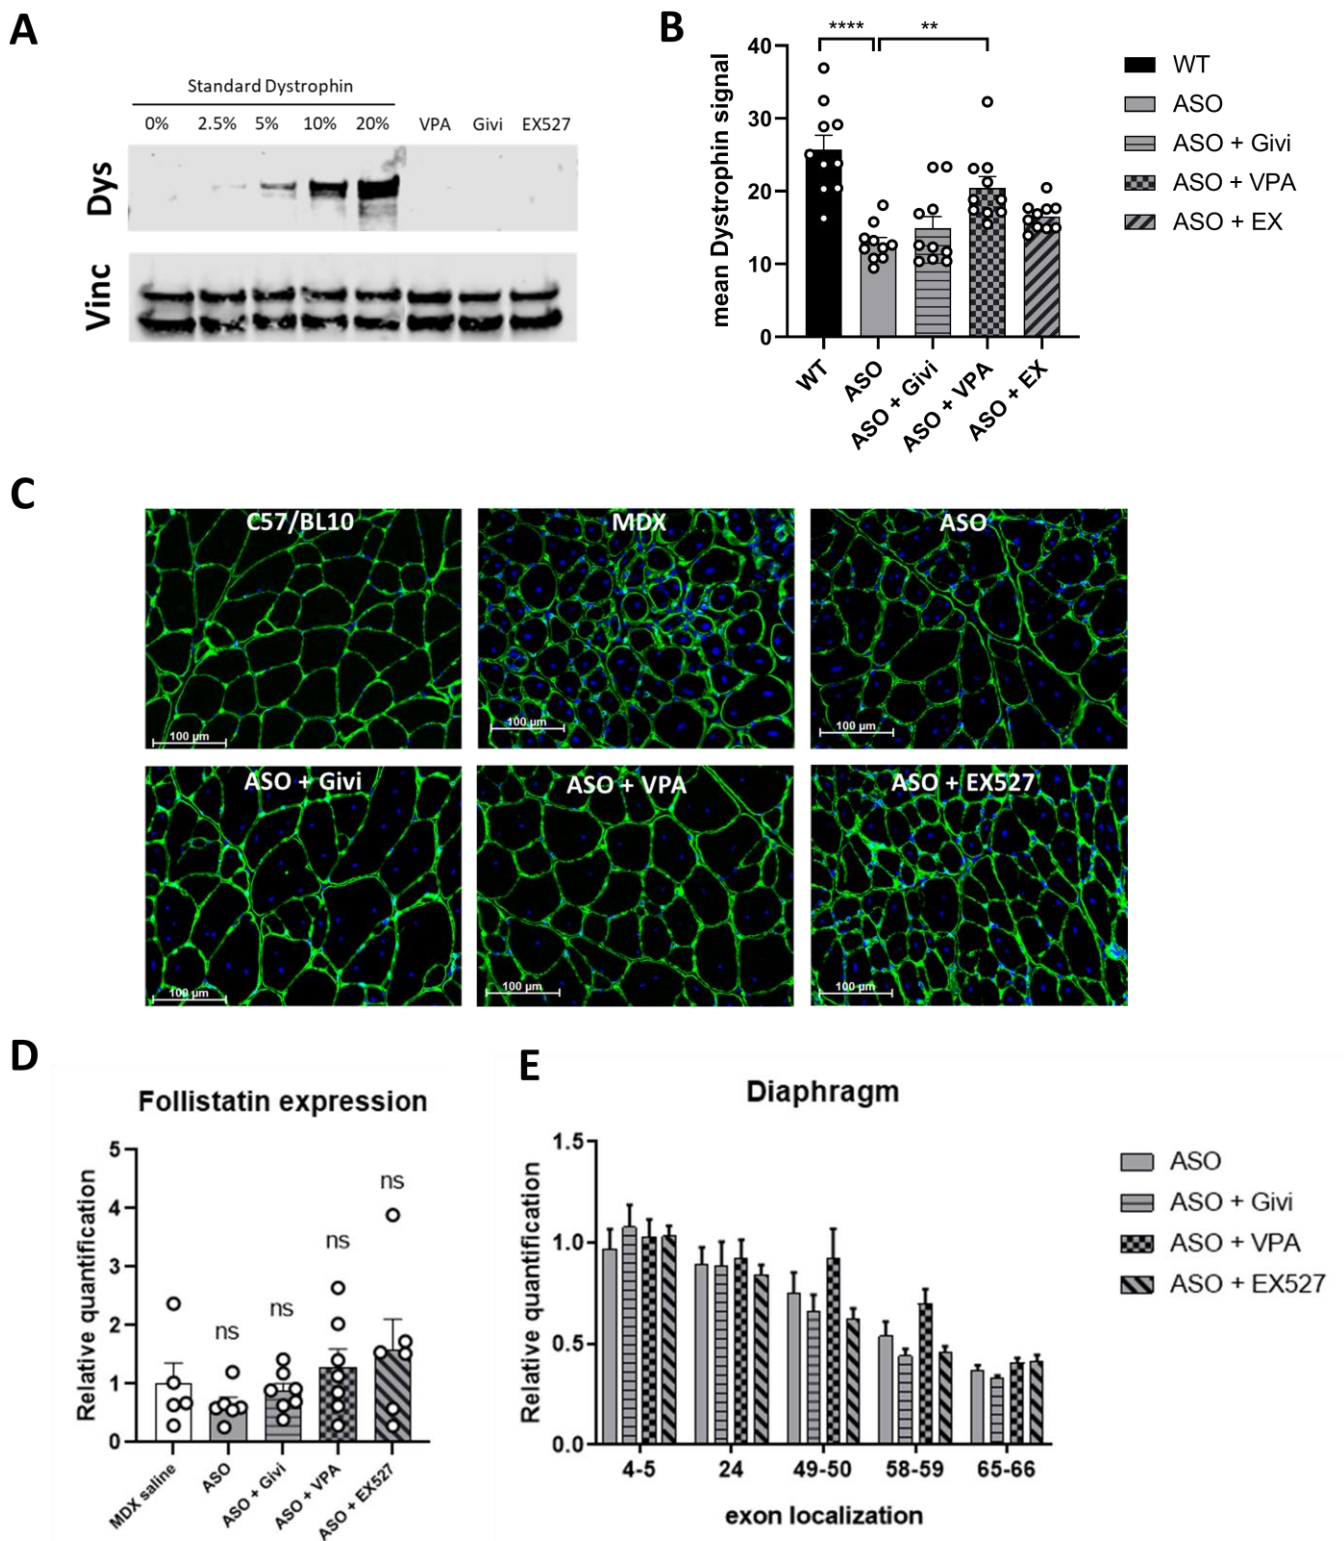 A
Standard Dystrophin
0% 2.5% 5% 10% 20% VPA Givi EX527
Dys
Vinc
B
**** **
mean Dystrophin signal
40
30
20
10
0
WT
ASO
ASO + Givi
ASO + VPA
ASO + EX
WT
ASO
ASO + Givi
ASO + VPA
ASO + EX
C
C57/BL10
MDX
ASO
100 µm
100 µm
100 µm
ASO + Givi
ASO + VPA
ASO + EX527
100 µm
100 µm
100 µm
D
Follistatin expression
Relative quantification
5
4
3
2
1
0
ns
ns
ns
ns
MDX saline
ASO
ASO + Givi
ASO + VPA
ASO + EX527
E
Diaphragm
Relative quantification
1.5
1.0
0.5
0.0
4-5 24 49-50 58-59 65-66
exon localization
ASO
ASO + Givi
ASO + VPA
ASO + EX527